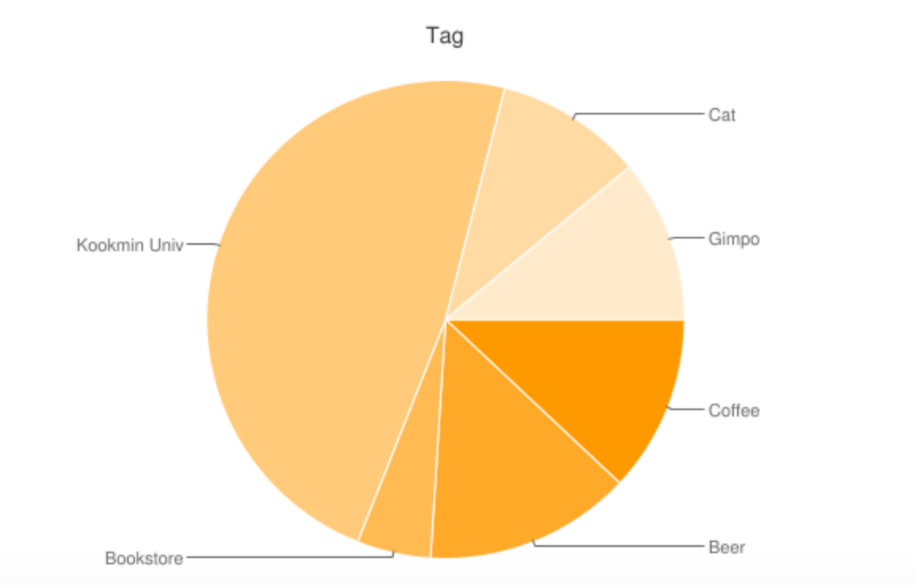 Tag
Cat
Kookmin Univ
Gimpo
Coffee
Beer
Bookstore